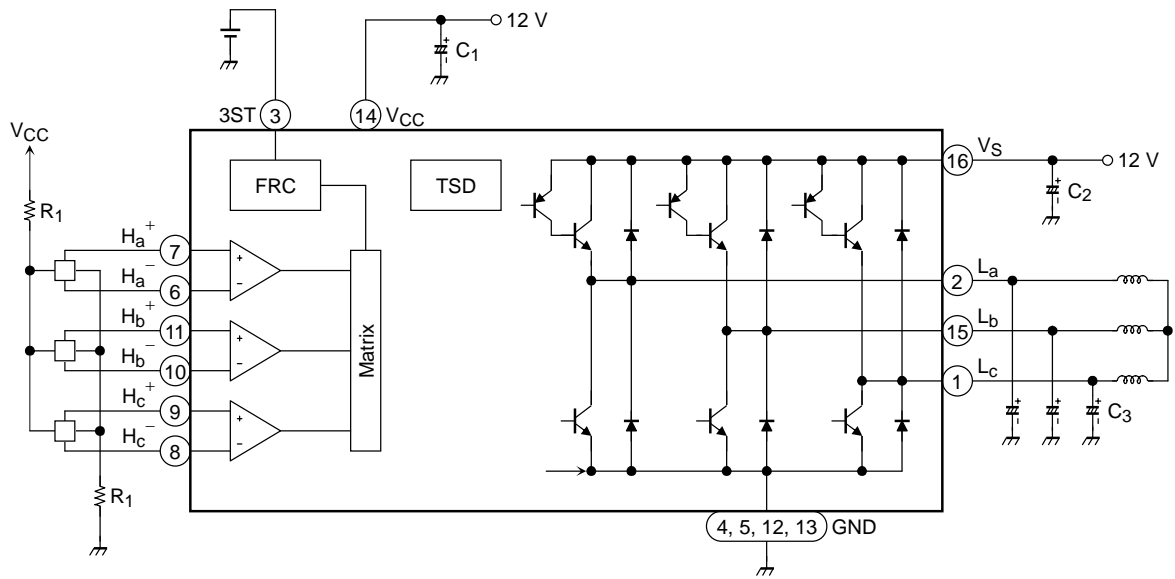 12 V
C1
3ST 3
14 VCC
VCC
FRC
TSD
16 VS
12 V
C2
R1
Ha+ 7
Ha− 6
Hb+ 11
Hb− 10
Hc+ 9
Hc− 8
R1
+
−
+
−
+
−
Matrix
2 La
15 Lb
1 Lc
C3
4, 5, 12, 13 GND